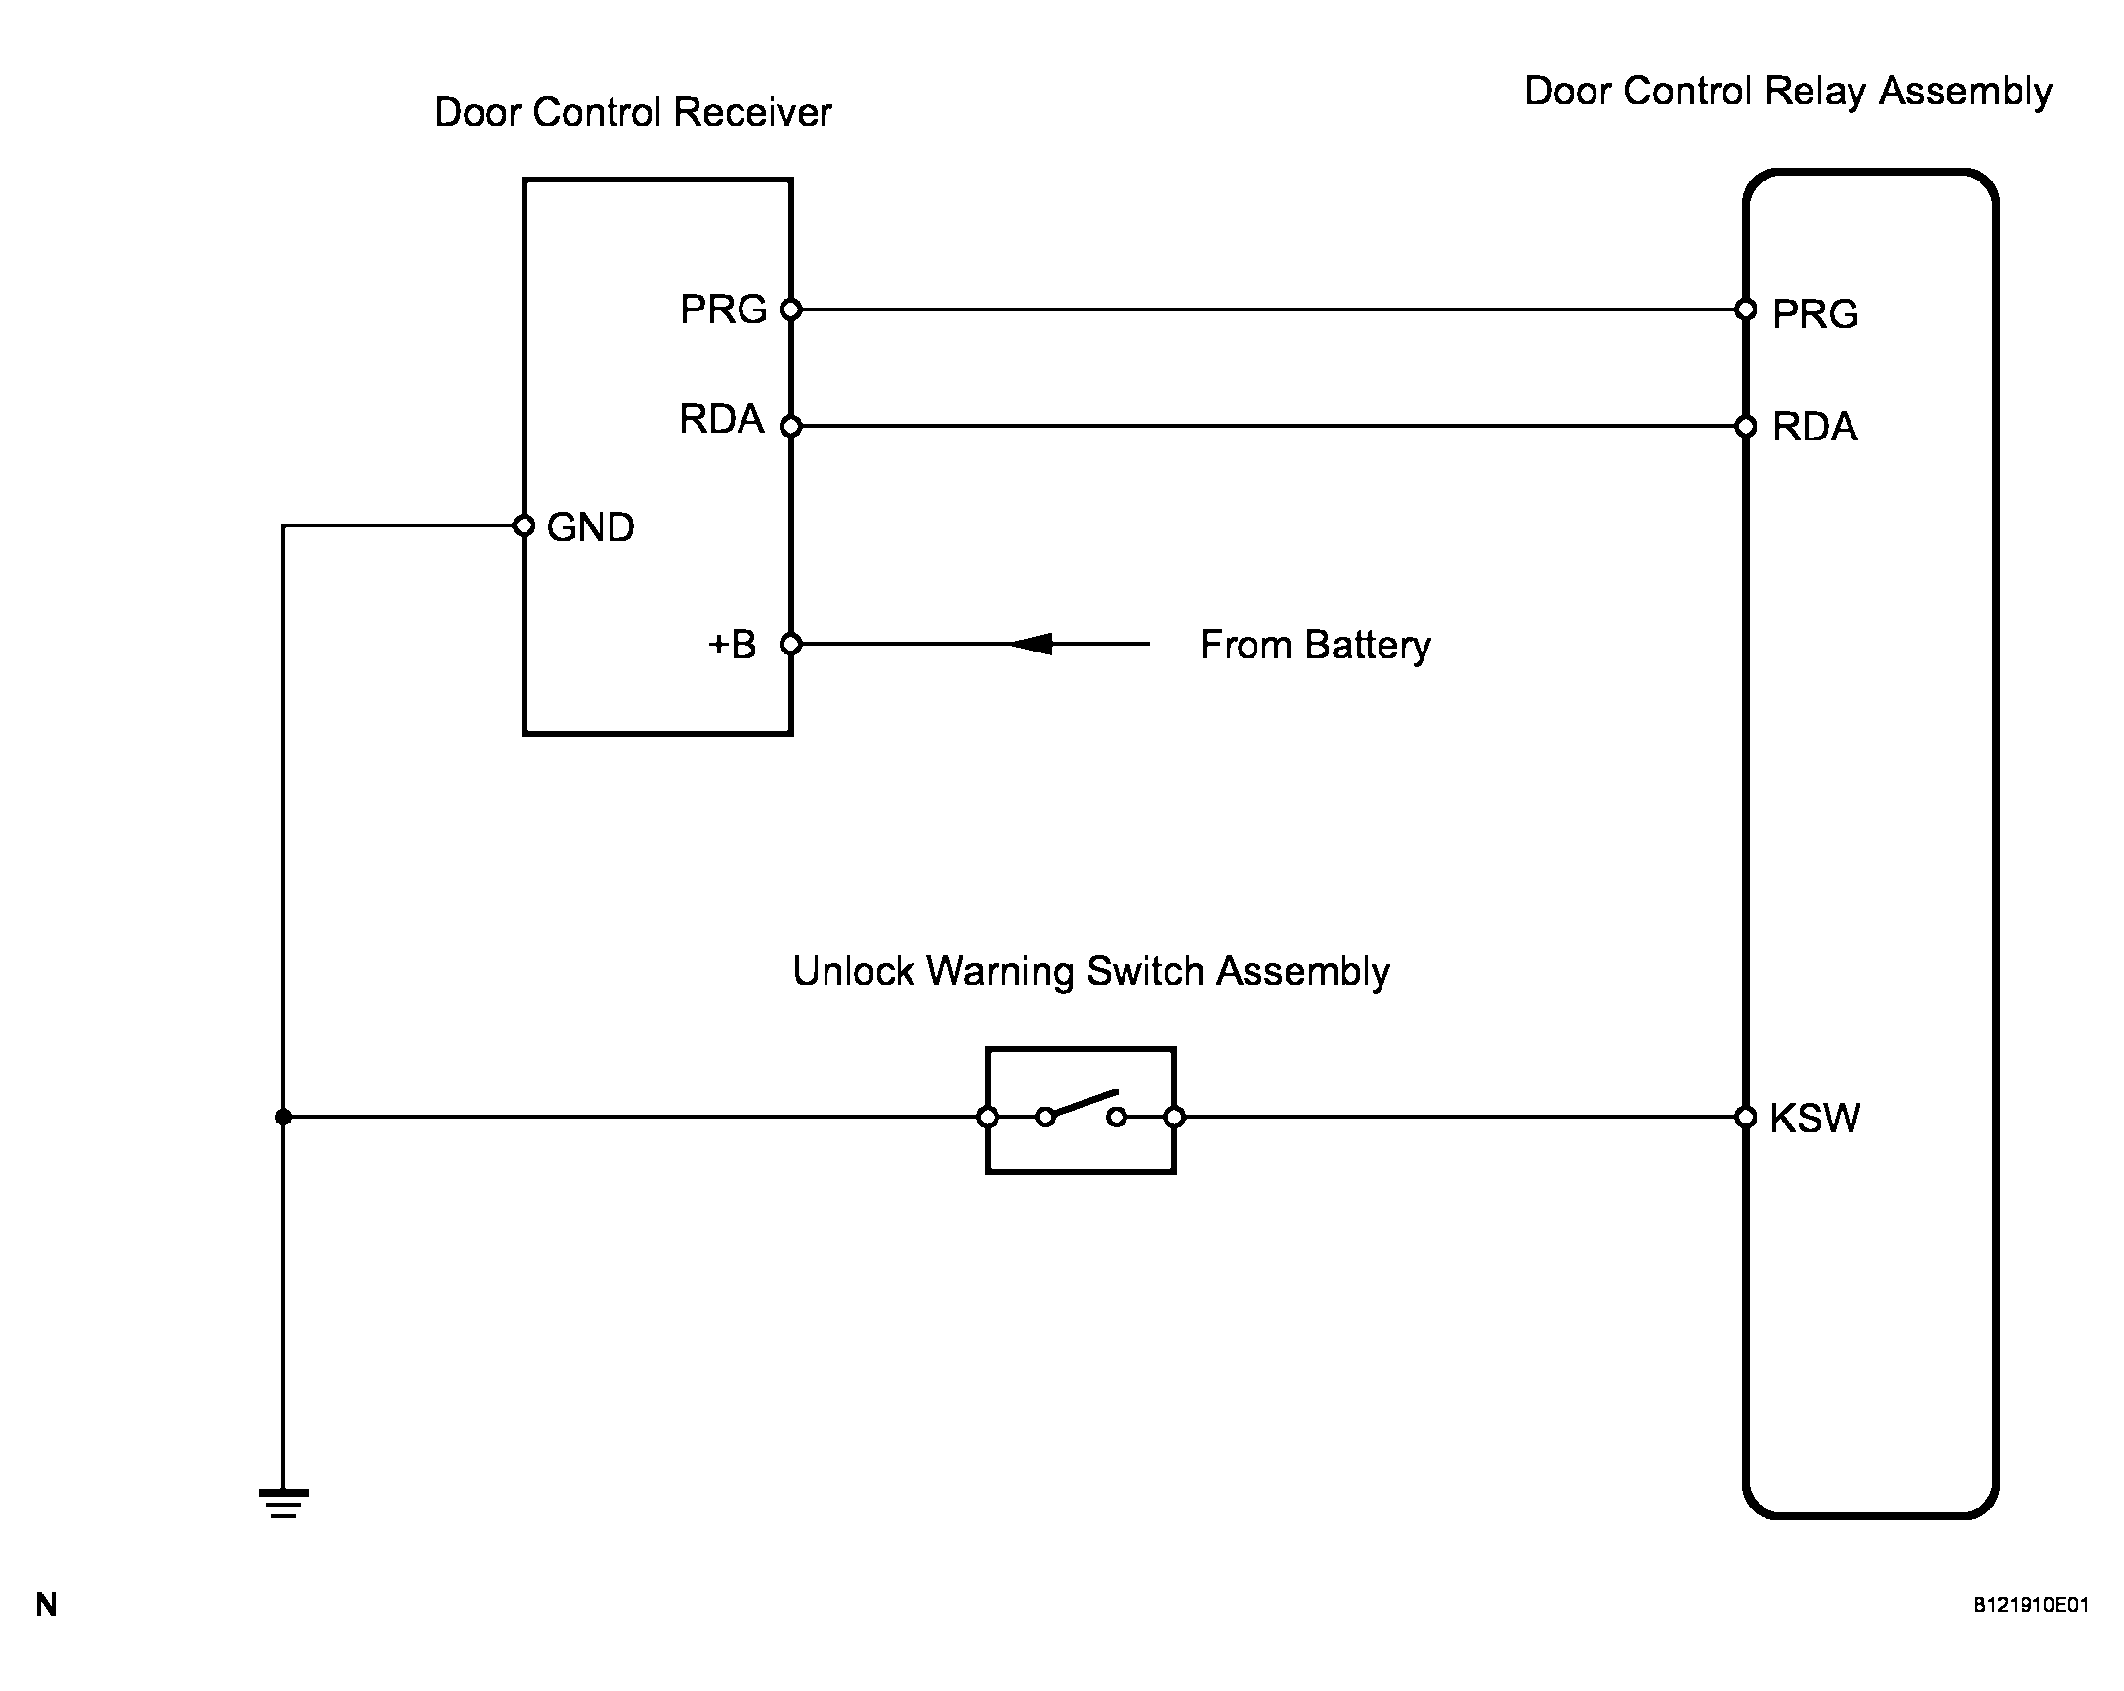 Door Control Relay Assembly
Door Control Receiver
PRG
PRG
RDA
RDA
GND
+B
From Battery
Unlock Warning Switch Assembly
KSW
N
B121910E01